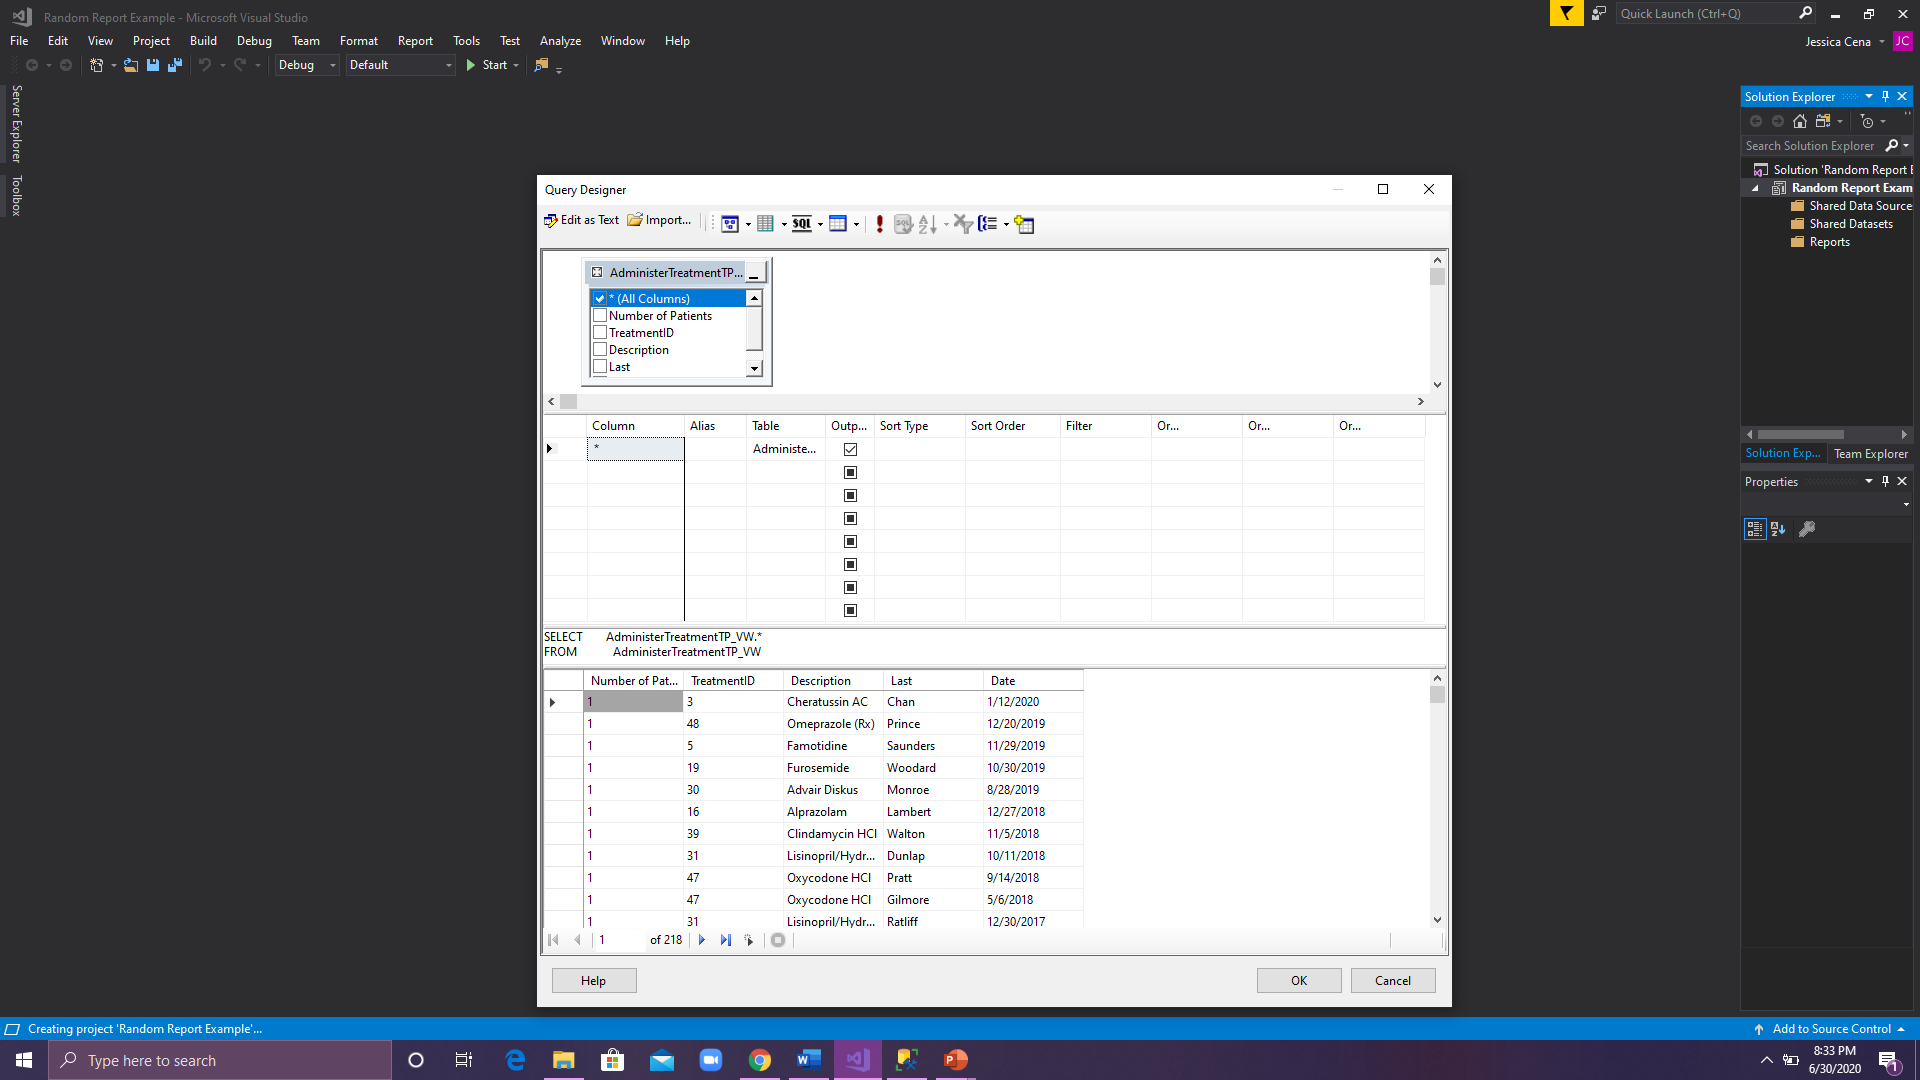 Random Report Example - Microsoft Visual Studio
Quick Launch (Ctrl+Q)
File Edit View Project Build Debug Team Format Report Tools Test Analyze Window Help
Jessica Cena JC
Debug Default Start
Server Explorer
Toolbox
Solution Explorer
Search Solution Explorer
Solution 'Random Report E
Random Report Exam
Shared Data Source
Shared Datasets
Reports
Solution Exp... Team Explorer
Properties
Query Designer
Edit as Text Import... SQL
AdministerTreatmentTP...
* (All Columns)
Number of Patients
TreatmentID
Description
Last
Column Alias Table Outp... Sort Type Sort Order Filter Or... Or... Or...
* Administe...
SELECT AdministerTreatmentTP_VW.*
FROM AdministerTreatmentTP_VW
Number of Pat... TreatmentID Description Last Date
1 3 Cheratussin AC Chan 1/12/2020
1 48 Omeprazole (Rx) Prince 12/20/2019
1 5 Famotidine Saunders 11/29/2019
1 19 Furosemide Woodard 10/30/2019
1 30 Advair Diskus Monroe 8/28/2019
1 16 Alprazolam Lambert 12/27/2018
1 39 Clindamycin HCl Walton 11/5/2018
1 31 Lisinopril/Hydr... Dunlap 10/11/2018
1 47 Oxycodone HCl Pratt 9/14/2018
1 47 Oxycodone HCl Gilmore 5/6/2018
1 31 Lisinopril/Hydr... Ratliff 12/30/2017
1 of 218
Help OK Cancel
Creating project 'Random Report Example'...
Add to Source Control
Type here to search
8:33 PM
6/30/2020
1